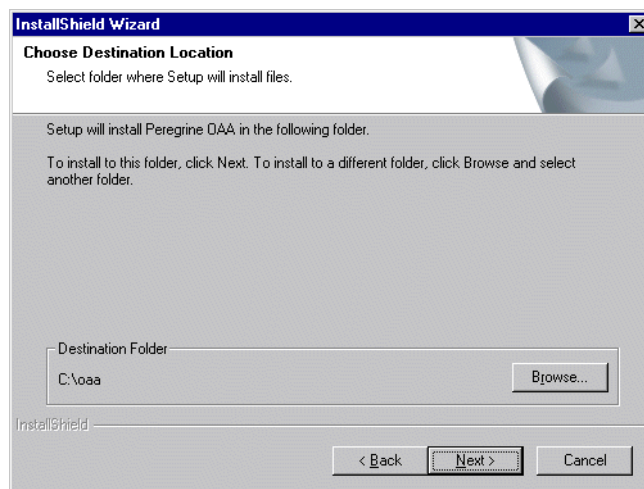 InstallShield Wizard
Choose Destination Location
Select folder where Setup will install files.
Setup will install Peregrine OAA in the following folder.
To install to this folder, click Next. To install to a different folder, click Browse and select
another folder.
Destination Folder
C:\oaa
Browse...
InstallShield
< Back
Next >
Cancel